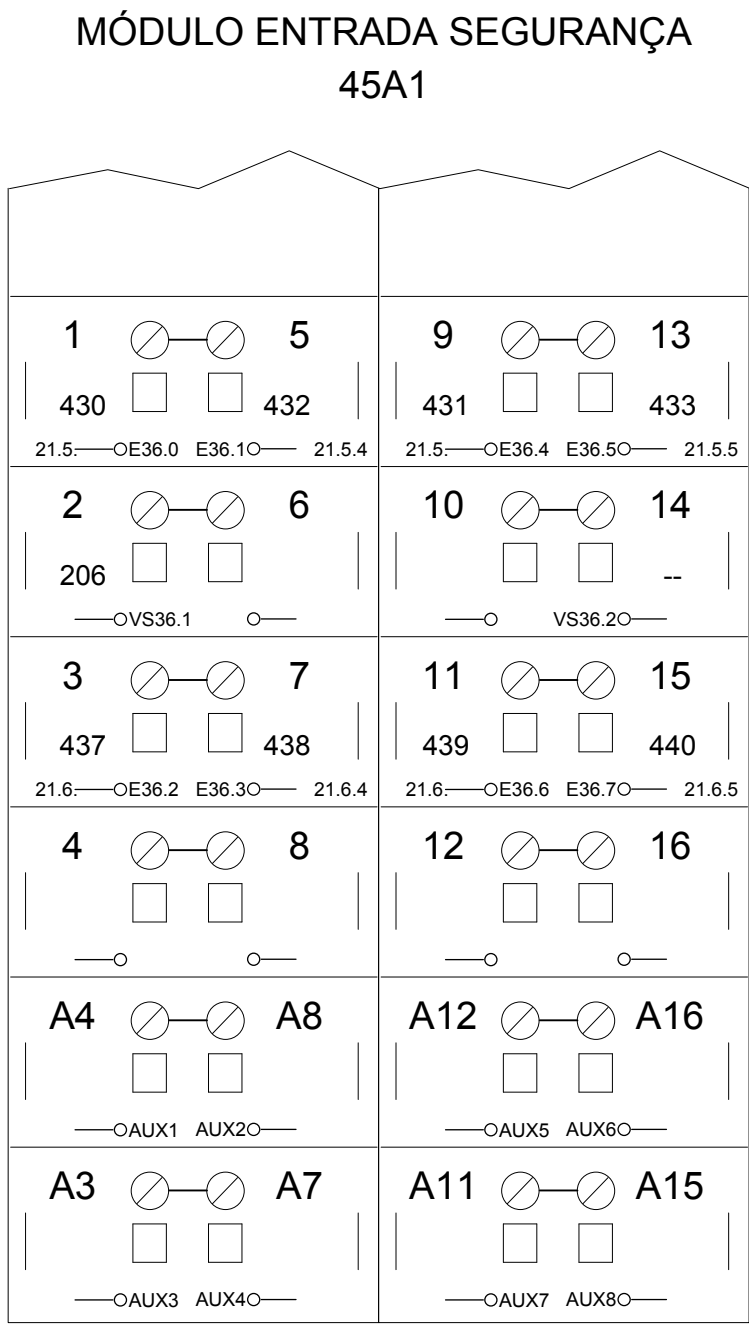 MÓDULO ENTRADA SEGURANÇA
45A1
1 5 9 13
430 432 431 433
21.5. E36.0 E36.1 21.5.4 21.5. E36.4 E36.5 21.5.5
2 6 10 14
206 --
VS36.1 VS36.2
3 7 11 15
437 438 439 440
21.6. E36.2 E36.3 21.6.4 21.6. E36.6 E36.7 21.6.5
4 8 12 16
A4 A8 A12 A16
AUX1 AUX2 AUX5 AUX6
A3 A7 A11 A15
AUX3 AUX4 AUX7 AUX8